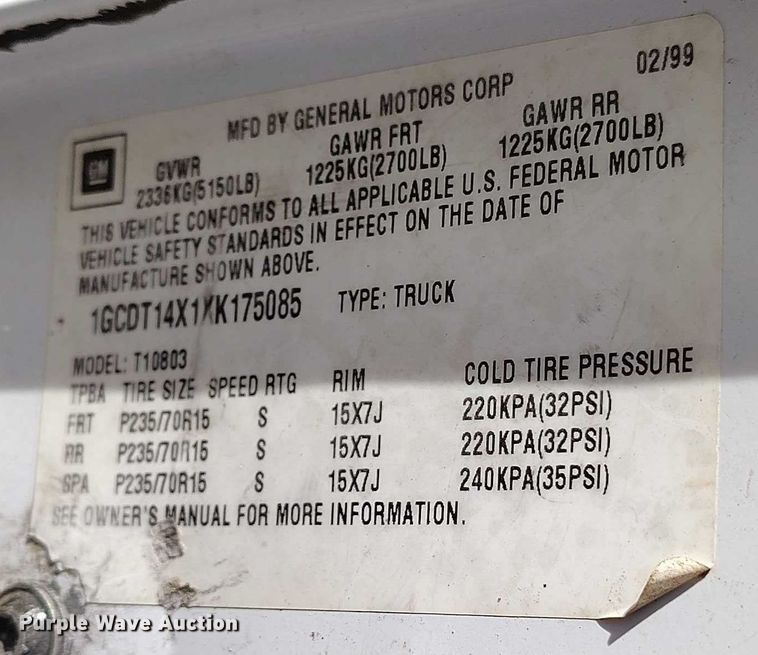 02/99
MFD BY GENERAL MOTORS CORP
GM
GVWR GAWR FRT GAWR RR
2336KG(5150LB) 1225KG(2700LB) 1225KG(2700LB)
THIS VEHICLE CONFORMS TO ALL APPLICABLE U.S. FEDERAL MOTOR
VEHICLE SAFETY STANDARDS IN EFFECT ON THE DATE OF
MANUFACTURE SHOWN ABOVE.
1GCDT14X1XK175085 TYPE: TRUCK
MODEL: T10803
TPBA TIRE SIZE SPEED RTG RIM COLD TIRE PRESSURE
FRT P235/70R15 S 15X7J 220KPA(32PSI)
RR P235/70R15 S 15X7J 220KPA(32PSI)
SPA P235/70R15 S 15X7J 240KPA(35PSI)
SEE OWNER'S MANUAL FOR MORE INFORMATION.
Purple Wave Auction